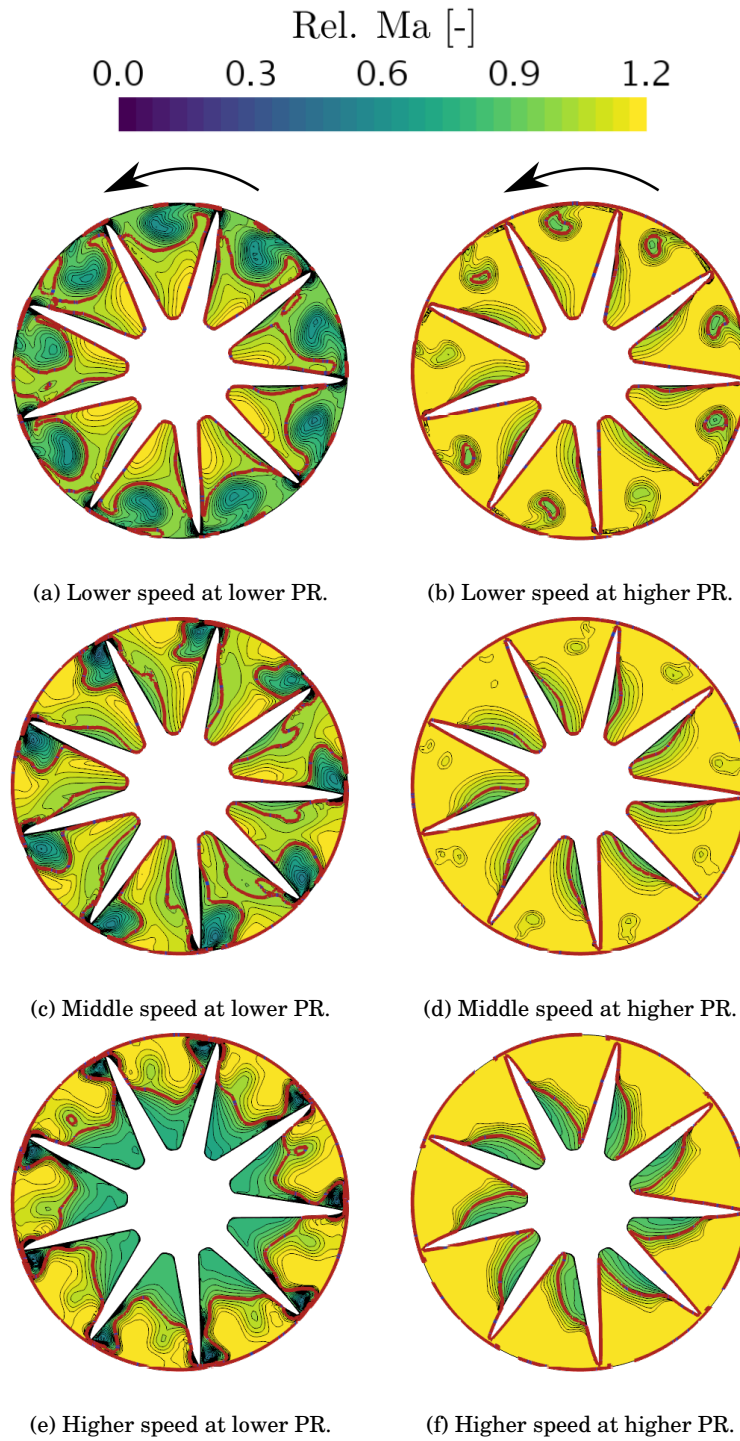 Rel. Ma [-]
0.0 0.3 0.6 0.9 1.2
(a) Lower speed at lower PR.
(b) Lower speed at higher PR.
(c) Middle speed at lower PR.
(d) Middle speed at higher PR.
(e) Higher speed at lower PR.
(f) Higher speed at higher PR.